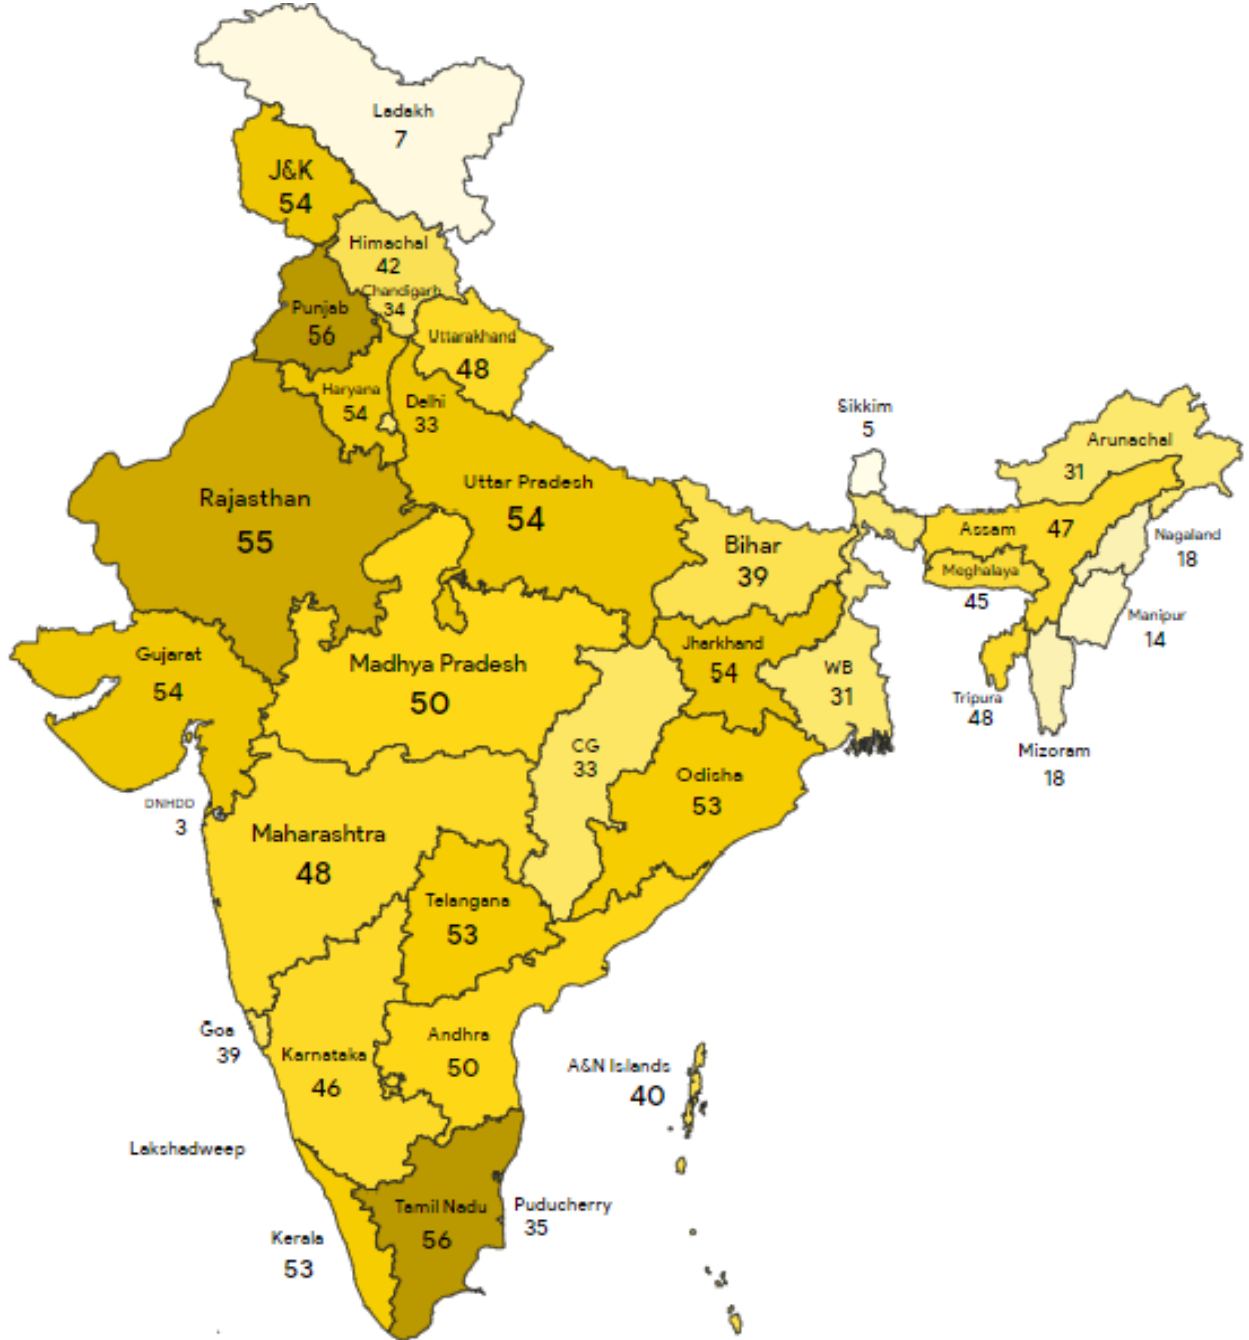 Ladakh
7
J&K
54
Himachal
42
Chandigarh
34
Punjab
56
Uttarakhand
48
Haryana
54
Delhi
33
Sikkim
5
Arunachal
31
Rajasthan
55
Uttar Pradesh
54
Bihar
39
Assam 47
Nagaland
18
Meghalaya
45
Manipur
14
Gujarat
54
Madhya Pradesh
50
Jharkhand
54
WB
31
Tripura
48
Mizoram
18
CG
33
Odisha
53
DNHDD
3
Maharashtra
48
Telangana
53
Goa
39
Karnataka
46
Andhra
50
A&N Islands
40
Lakshadweep
Tamil Nadu
56
Puducherry
35
Kerala
53